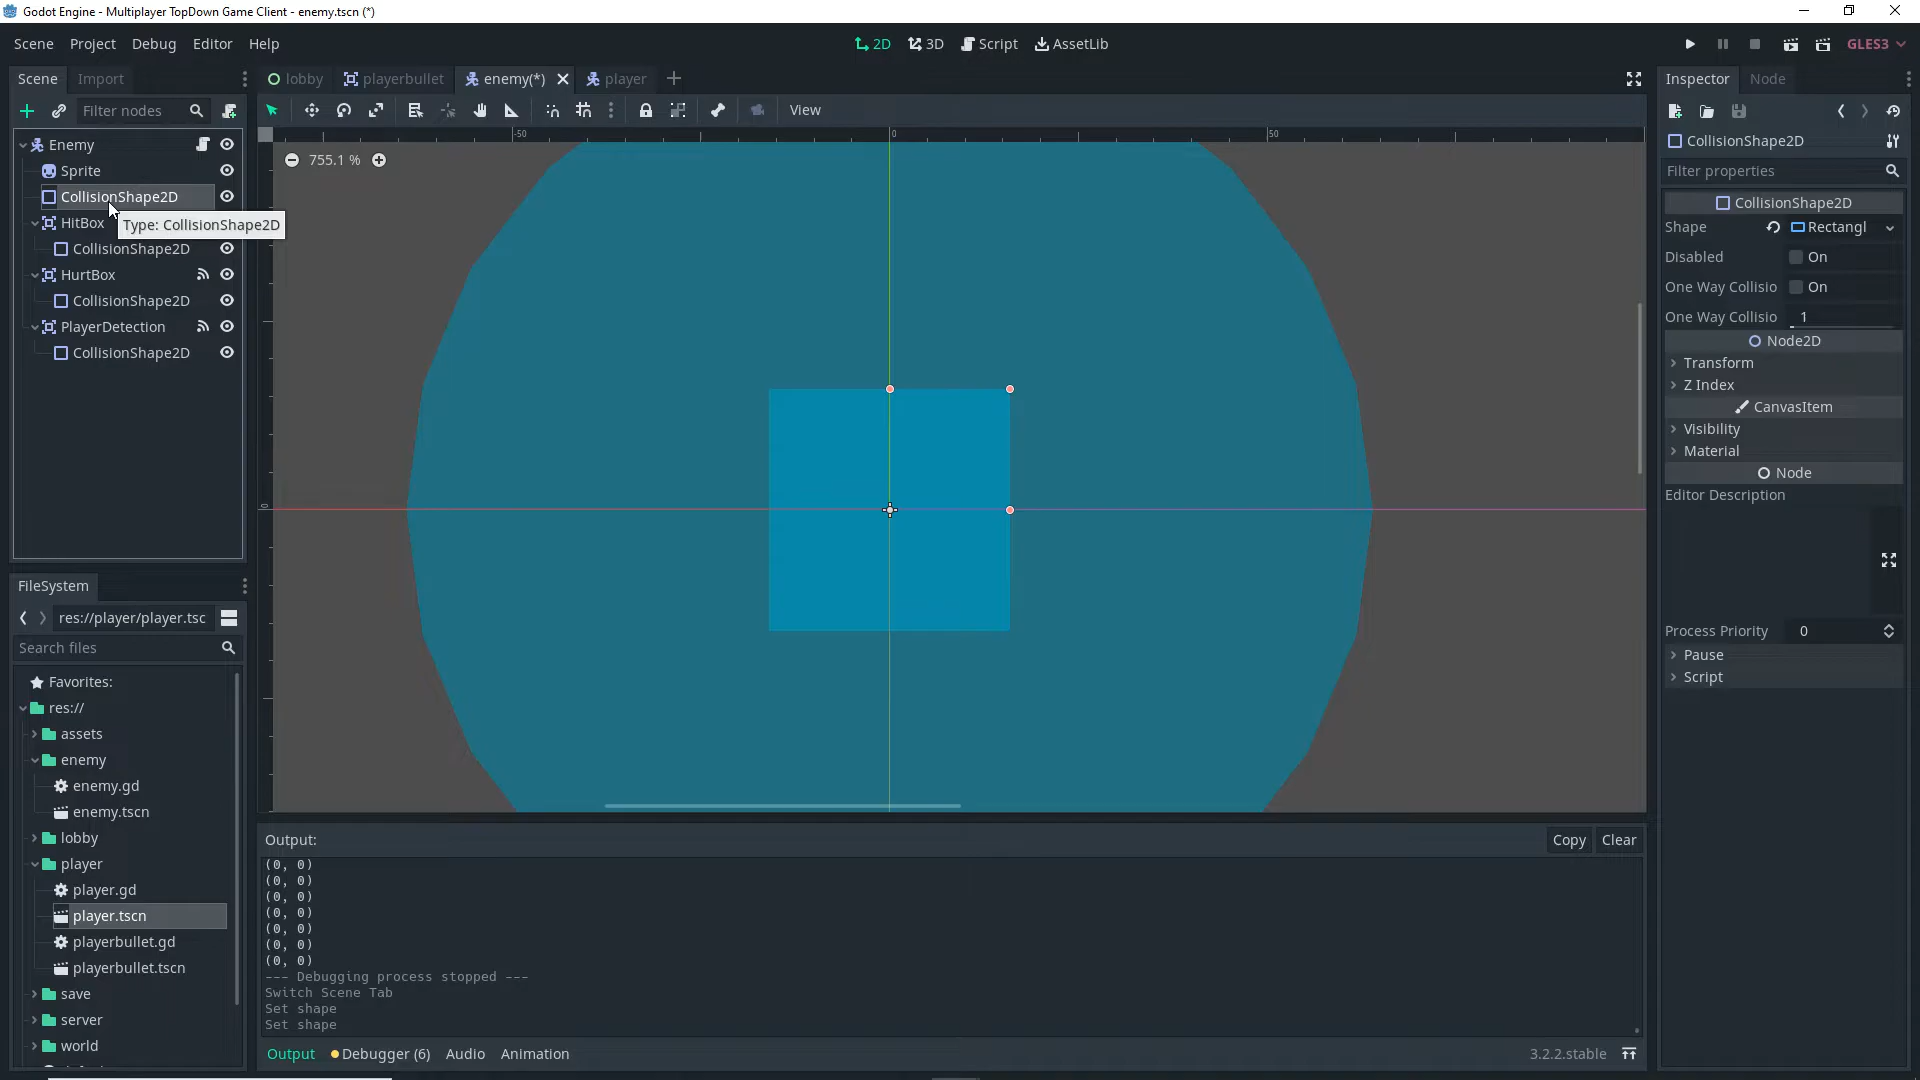 Godot Engine - Multiplayer TopDown Game Client - enemy.tscn (*)
Scene Project Debug Editor Help
2D 3D Script AssetLib
GLES3
Scene Import
lobby playerbullet enemy(*) player
Inspector Node
Filter nodes
View
-50 0 50
755.1 %
Enemy
Sprite
CollisionShape2D
HitBox
Type: CollisionShape2D
CollisionShape2D
HurtBox
CollisionShape2D
PlayerDetection
CollisionShape2D
0
CollisionShape2D
Filter properties
CollisionShape2D
Shape Rectangl
Disabled On
One Way Collisio On
One Way Collisio 1
Node2D
Transform
Z Index
CanvasItem
Visibility
Material
Node
Editor Description
Process Priority 0
Pause
Script
FileSystem
res://player/player.tsc
Search files
Favorites:
res://
assets
enemy
enemy.gd
enemy.tscn
lobby
player
player.gd
player.tscn
playerbullet.gd
playerbullet.tscn
save
server
world
Output:
Copy Clear
(0, 0)
(0, 0)
(0, 0)
(0, 0)
(0, 0)
(0, 0)
(0, 0)
--- Debugging process stopped ---
Switch Scene Tab
Set shape
Set shape
Output Debugger (6) Audio Animation
3.2.2.stable